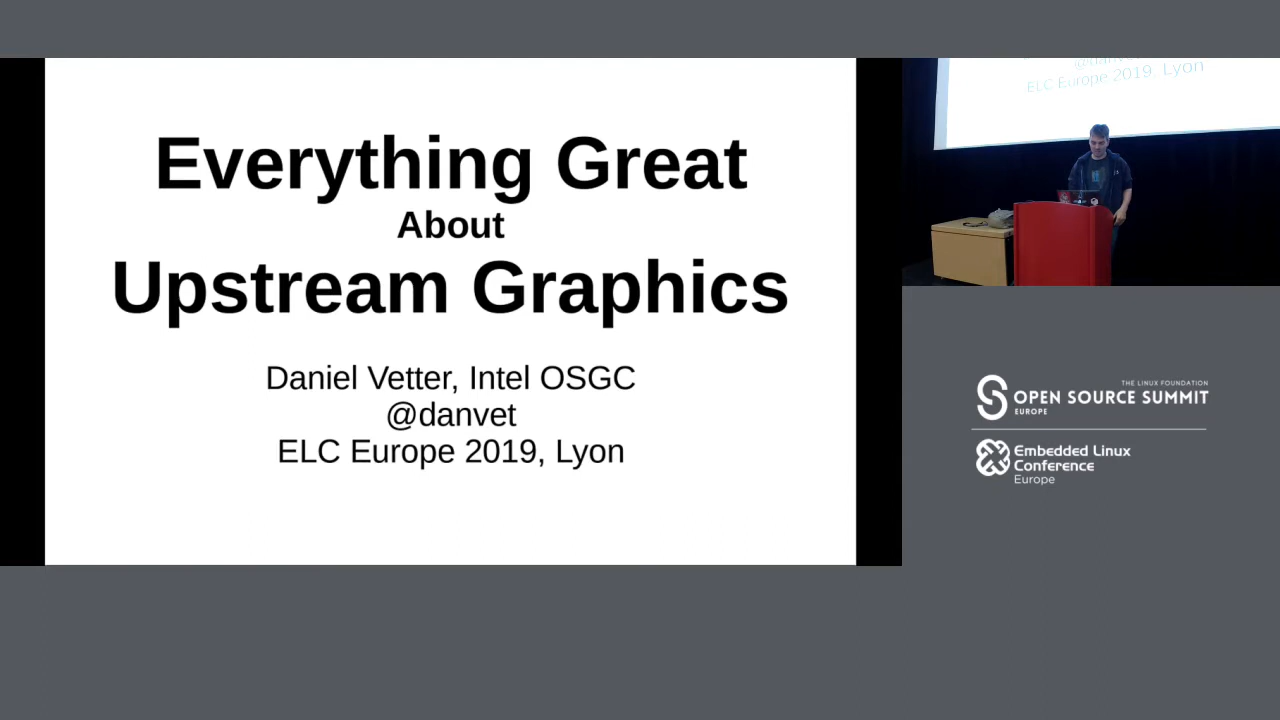 Everything Great
About
Upstream Graphics
Daniel Vetter, Intel OSGC
@danvet
ELC Europe 2019, Lyon
@danvet
ELC Europe 2019, Lyon
THE LINUX FOUNDATION
OPEN SOURCE SUMMIT
EUROPE
Embedded Linux
Conference
Europe